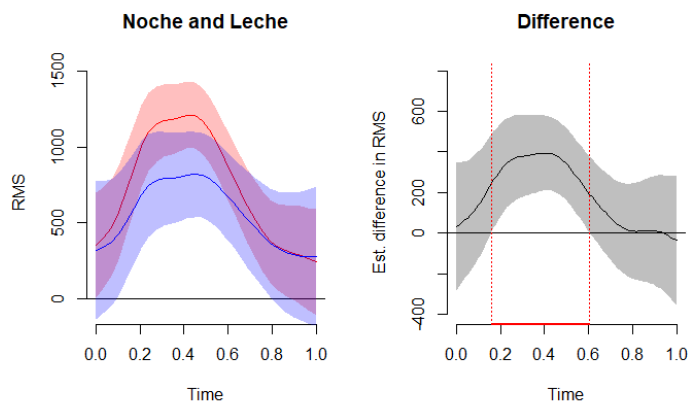 Noche and Leche
RMS
1500
1000
500
0
0.0 0.2 0.4 0.6 0.8 1.0
Time
Difference
Est. difference in RMS
600
200
0
-400
0.0 0.2 0.4 0.6 0.8 1.0
Time